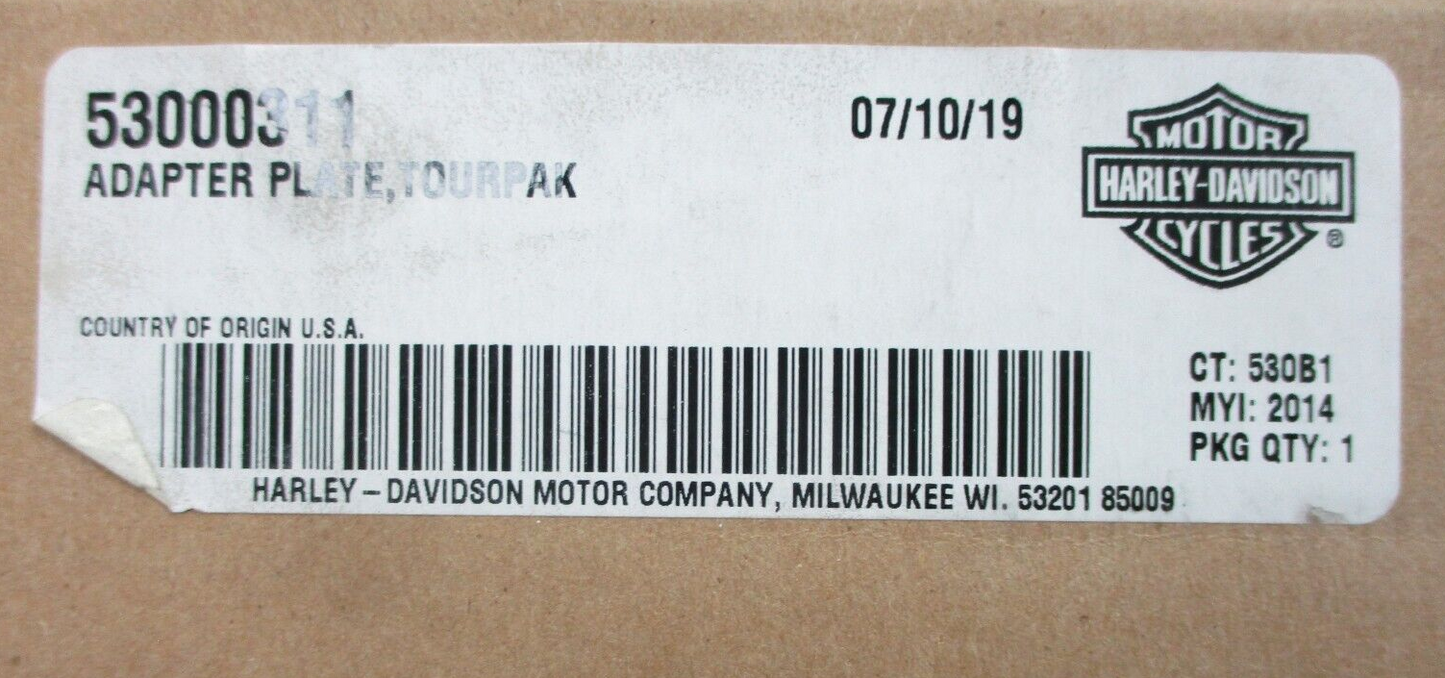 53000311
ADAPTER PLATE,TOURPAK
07/10/19
MOTOR
HARLEY-DAVIDSON
CYCLES ®
COUNTRY OF ORIGIN U.S.A.
CT: 530B1
MYI: 2014
PKG QTY: 1
HARLEY – DAVIDSON MOTOR COMPANY, MILWAUKEE WI. 53201 85009